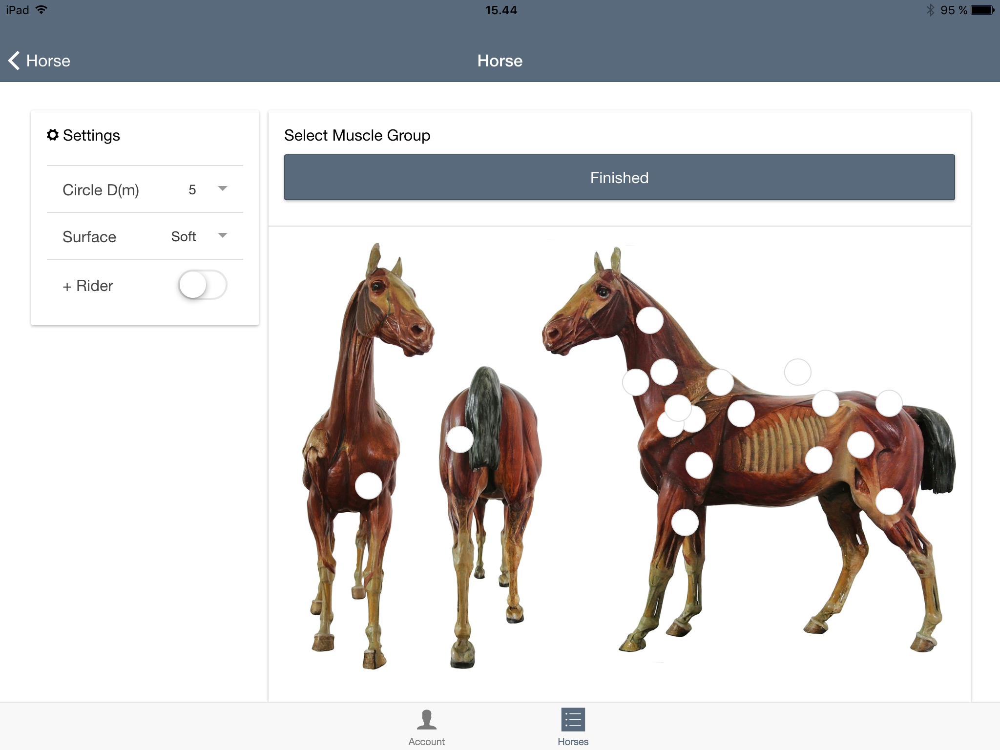 iPad 15.44 95 %
Horse Horse
Settings
Circle D(m) 5
Surface Soft
+ Rider
Select Muscle Group
Finished
Account Horses